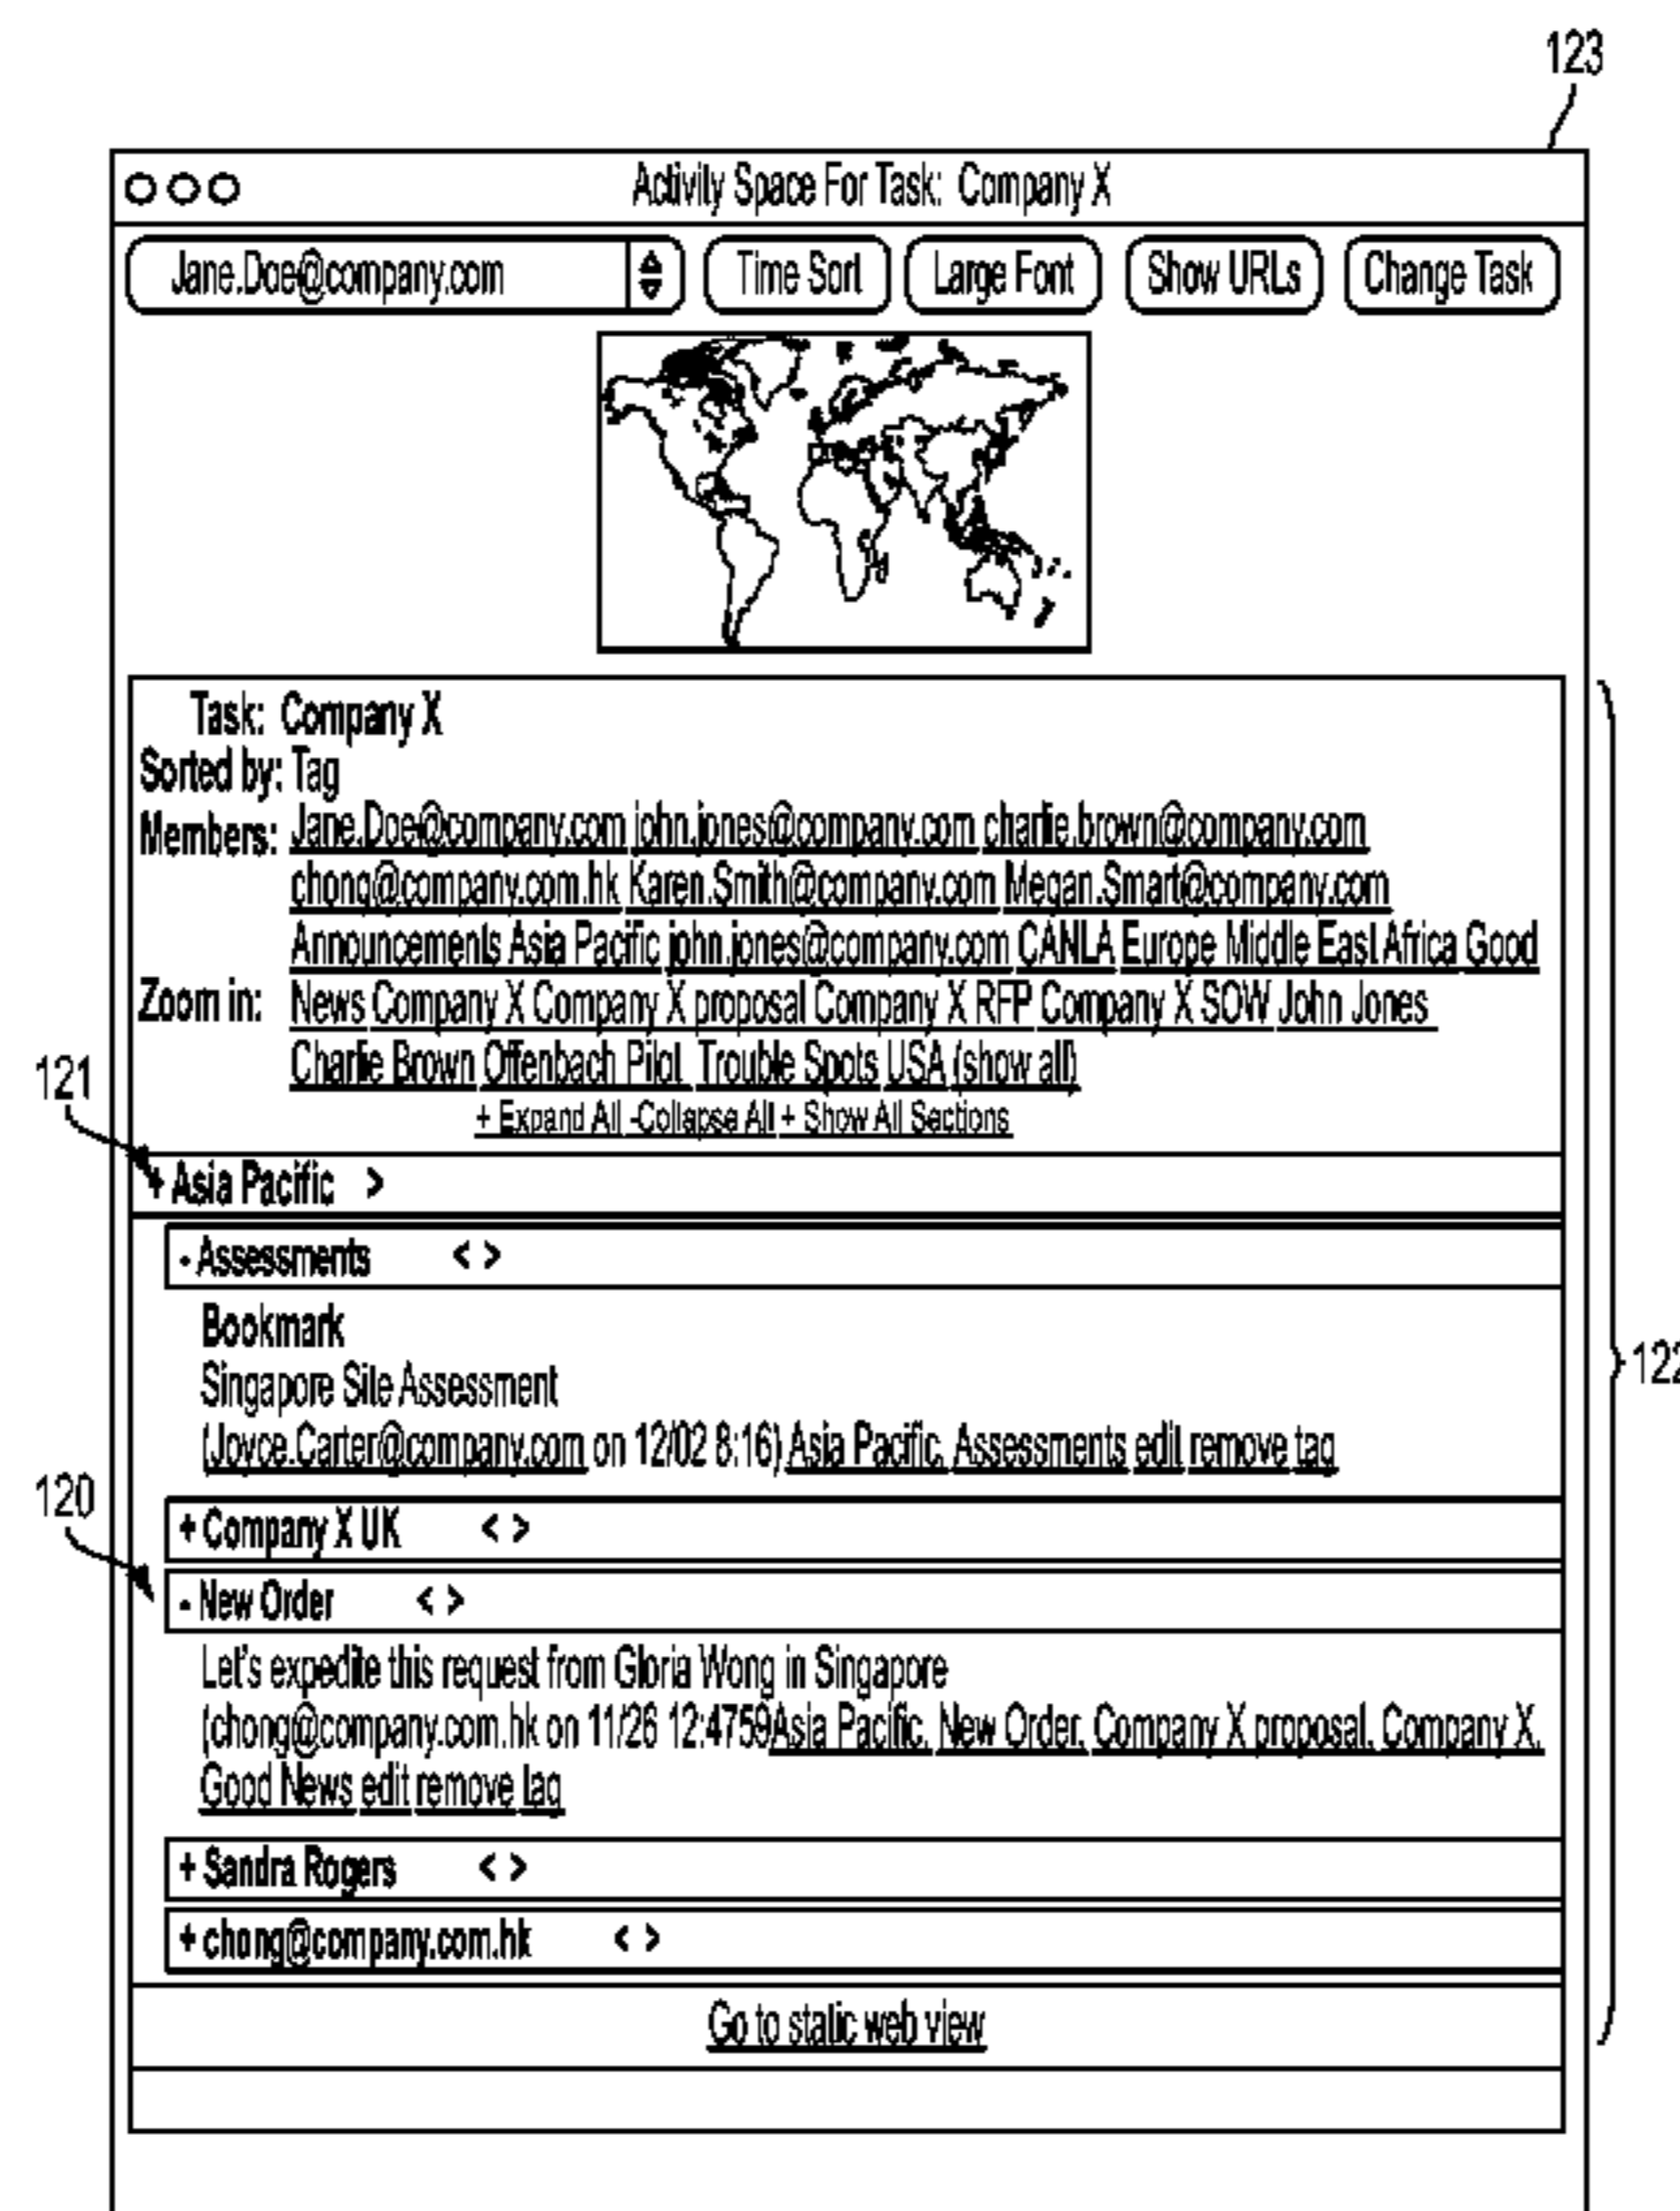 123
Activity Space For Task: Company X
Jane.Doe@company.com Time Sort Large Font Show URLs Change Task
Task: Company X
Sorted by: Tag
Members: Jane.Doe@company.com john.jones@company.com charlie.brown@company.com
chong@company.com.hk Karen.Smith@company.com Megan.Smart@company.com
Announcements Asia Pacific john.jones@company.com CANLA Europe Middle East Africa Good
Zoom in: News Company X Company X proposal Company X RFP Company X SOW John Jones
Charlie Brown Offenbach Pilot Trouble Spots USA (show all)
+ Expand All -Collapse All + Show All Sections
121
+ Asia Pacific >
- Assessments < >
Bookmark
Singapore Site Assessment
(Joyce.Carter@company.com on 12/02 8:16) Asia Pacific, Assessments edit remove tag
122
120
+ Company X UK < >
- New Order < >
Let's expedite this request from Gloria Wong in Singapore
(chong@company.com.hk on 11/26 12:4759Asia Pacific, New Order, Company X proposal, Company X,
Good News edit remove tag
+ Sandra Rogers < >
+ chong@company.com.hk < >
Go to static web view